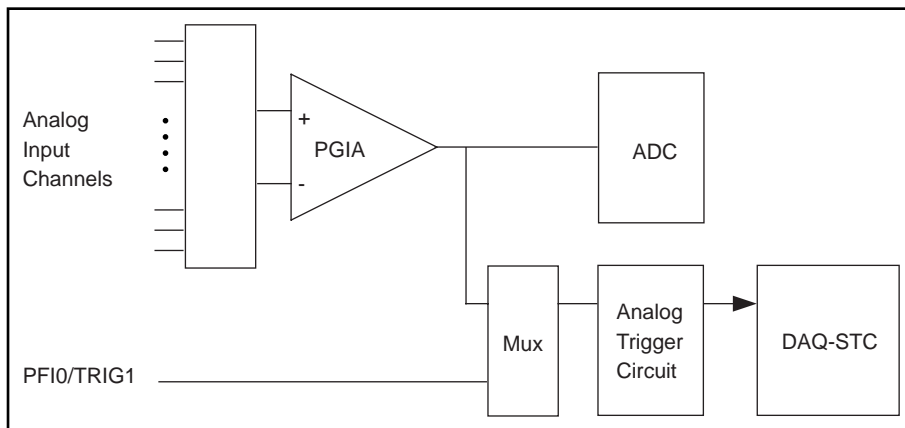 Analog
Input
Channels
+
PGIA
-
ADC
Mux
Analog
Trigger
Circuit
DAQ-STC
PFI0/TRIG1